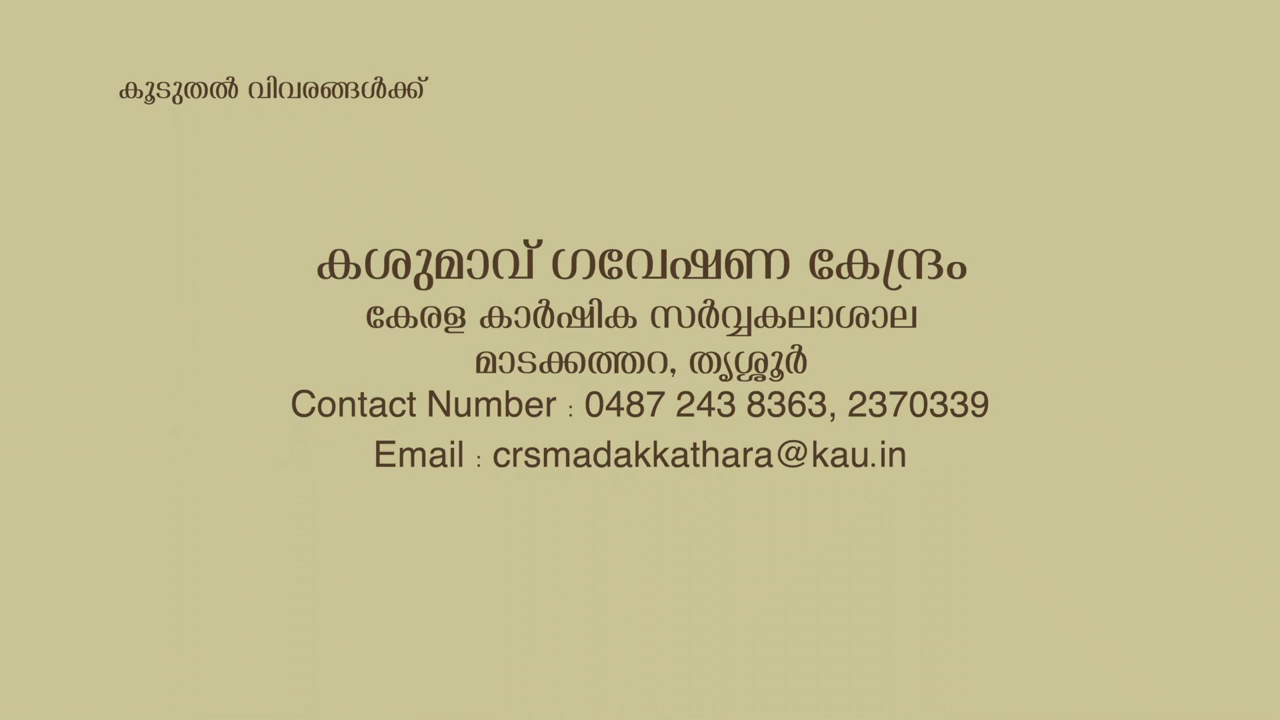 കൂടുതൽ വിവരങ്ങൾക്ക്
കശുമാവ് ഗവേഷണ കേന്ദ്രം
കേരള കാർഷിക സർവ്വകലാശാല
മാടക്കത്തറ, തൃശ്ശൂർ
Contact Number : 0487 243 8363, 2370339
Email : crsmadakkathara@kau.in